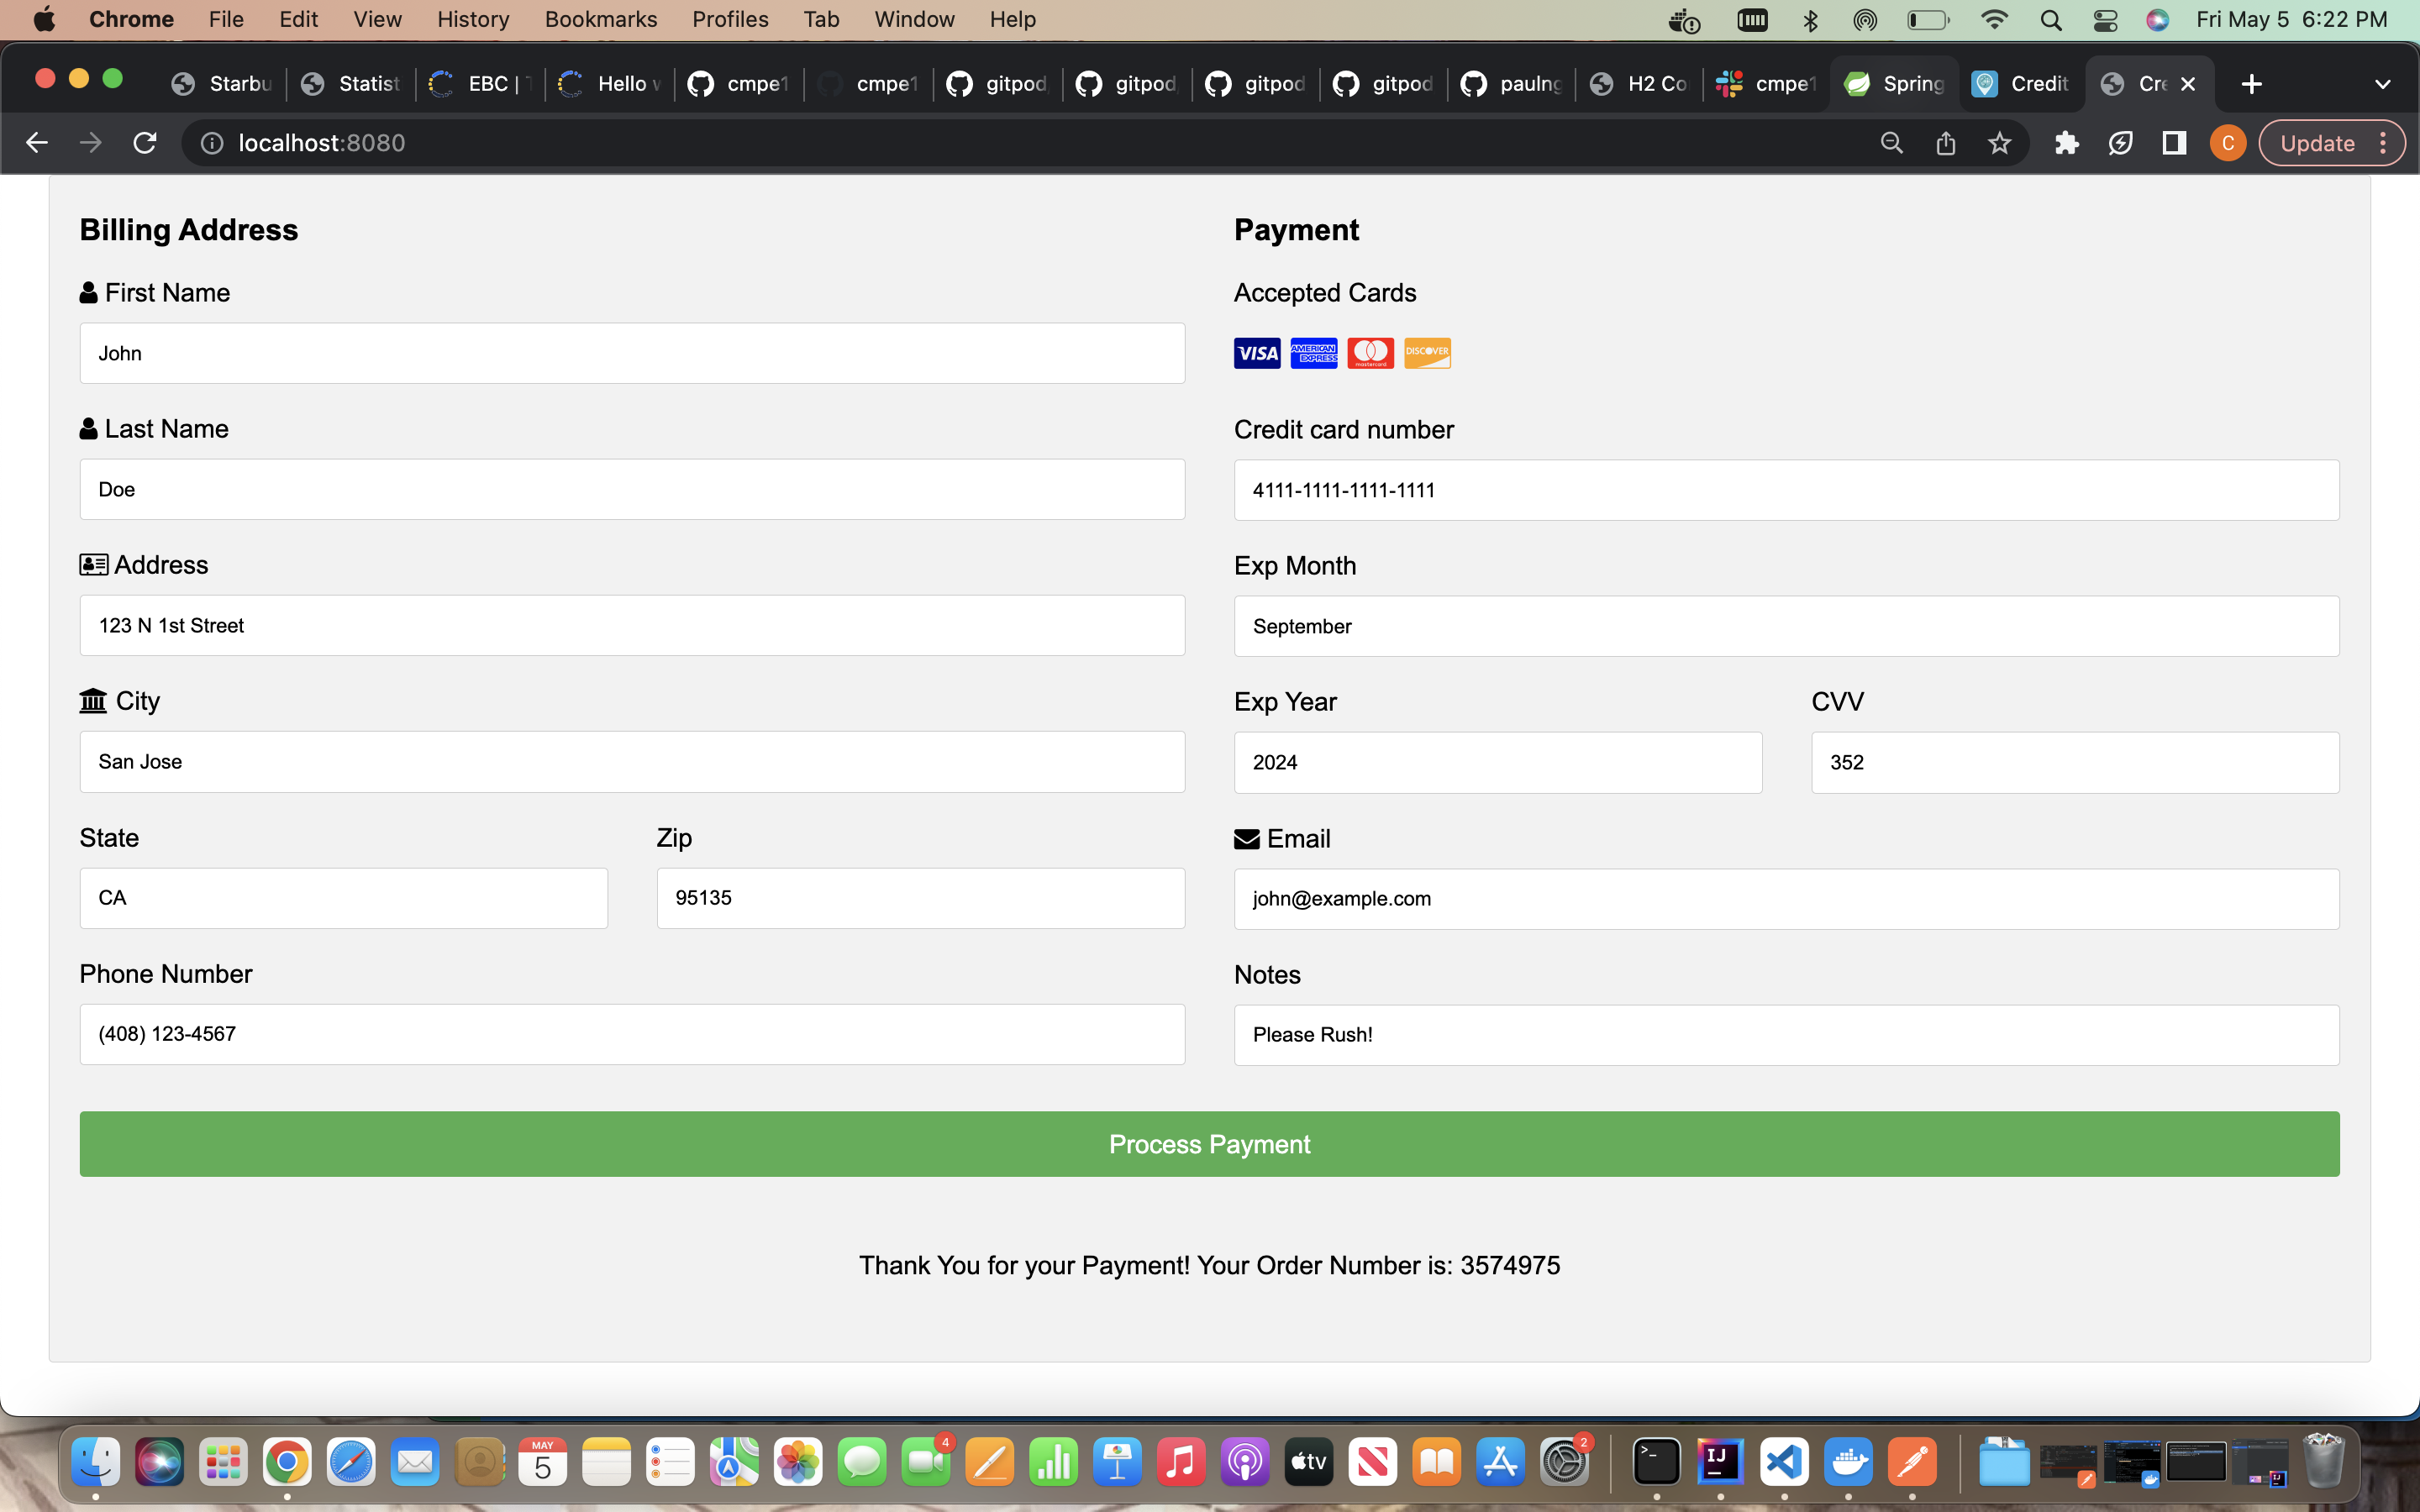 Chrome File Edit View History Bookmarks Profiles Tab Window Help Fri May 5 6:22 PM
Starbu Statist EBC | Hello cmpe1 cmpe1 gitpod gitpod gitpod gitpod paulng H2 Co cmpe1 Spring Credit Cre
localhost:8080 C Update
Billing Address
First Name
John
Last Name
Doe
Address
123 N 1st Street
City
San Jose
State Zip
CA 95135
Phone Number
(408) 123-4567
Payment
Accepted Cards
VISA AMERICAN EXPRESS mastercard DISCOVER
Credit card number
4111-1111-1111-1111
Exp Month
September
Exp Year CVV
2024 352
Email
john@example.com
Notes
Please Rush!
Process Payment
Thank You for your Payment! Your Order Number is: 3574975
MAY
5
4
tv
2
IJ